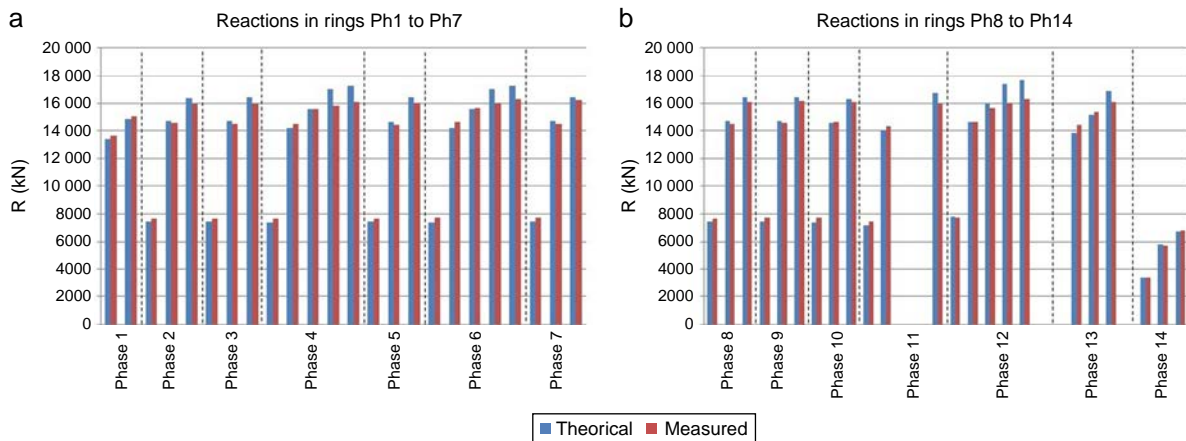 a
Reactions in rings Ph1 to Ph7
R (kN)
20 000
18 000
16 000
14 000
12 000
10 000
8000
6000
4000
2000
0
Phase 1
Phase 2
Phase 3
Phase 4
Phase 5
Phase 6
Phase 7
b
Reactions in rings Ph8 to Ph14
R (kN)
20 000
18 000
16 000
14 000
12 000
10 000
8000
6000
4000
2000
0
Phase 8
Phase 9
Phase 10
Phase 11
Phase 12
Phase 13
Phase 14
Theorical
Measured